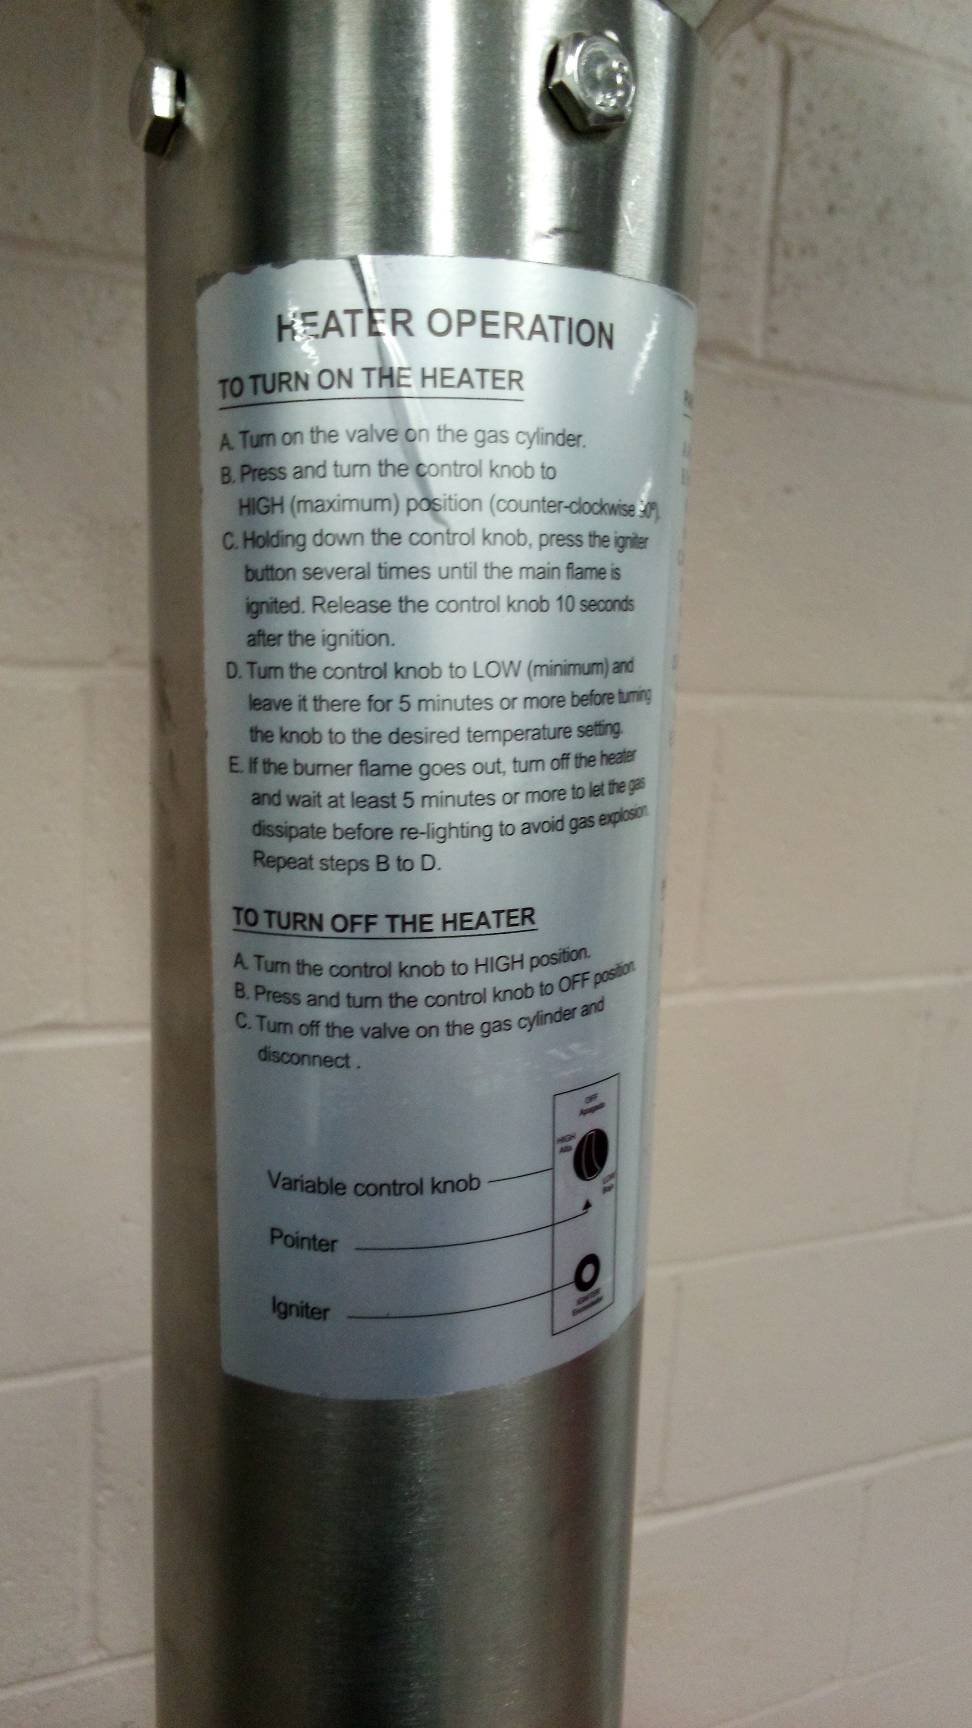 HEATER OPERATION
TO TURN ON THE HEATER
A. Turn on the valve on the gas cylinder.
B. Press and turn the control knob to
HIGH (maximum) position (counter-clockwise 90°).
C. Holding down the control knob, press the igniter
button several times until the main flame is
ignited. Release the control knob 10 seconds
after the ignition.
D. Turn the control knob to LOW (minimum) and
leave it there for 5 minutes or more before turning
the knob to the desired temperature setting.
E. If the burner flame goes out, turn off the heater
and wait at least 5 minutes or more to let the gas
dissipate before re-lighting to avoid gas explosion.
Repeat steps B to D.
TO TURN OFF THE HEATER
A. Turn the control knob to HIGH position.
B. Press and turn the control knob to OFF position.
C. Turn off the valve on the gas cylinder and
disconnect .
OFF
Apagado
HIGH
Alto
Variable control knob
LOW
Pointer
Igniter
IGNITER